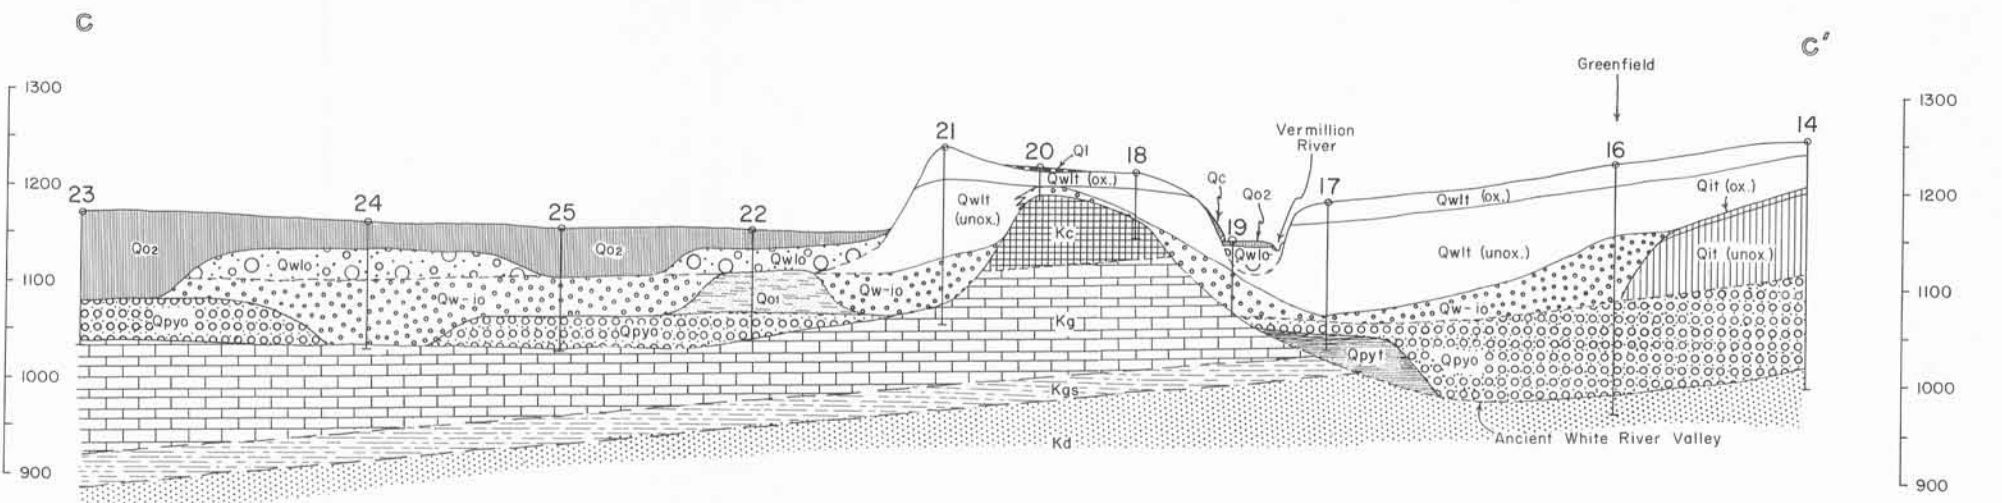 C
C"
Greenfield
1300
1300
14
Vermillion
River
21
20
Ql
18
16
1200
23
Qwlt (ox.)
Qc
Qo2
17
Qit (ox.)
1200
24
25
22
Qwlt
(unox.)
Qwlt (ox.)
Kc
19
Qo2
Qo2
Qwlo
Qwlo
Qwlo
Qwlt (unox.)
Qit (unox.)
1100
Qw-io
Qo1
Qw-io
1100
Qw-io
Qpyo
Qpyo
Kg
Qpyt
Qpyo
1000
Kgs
1000
Kd
Ancient White River Valley
900
900